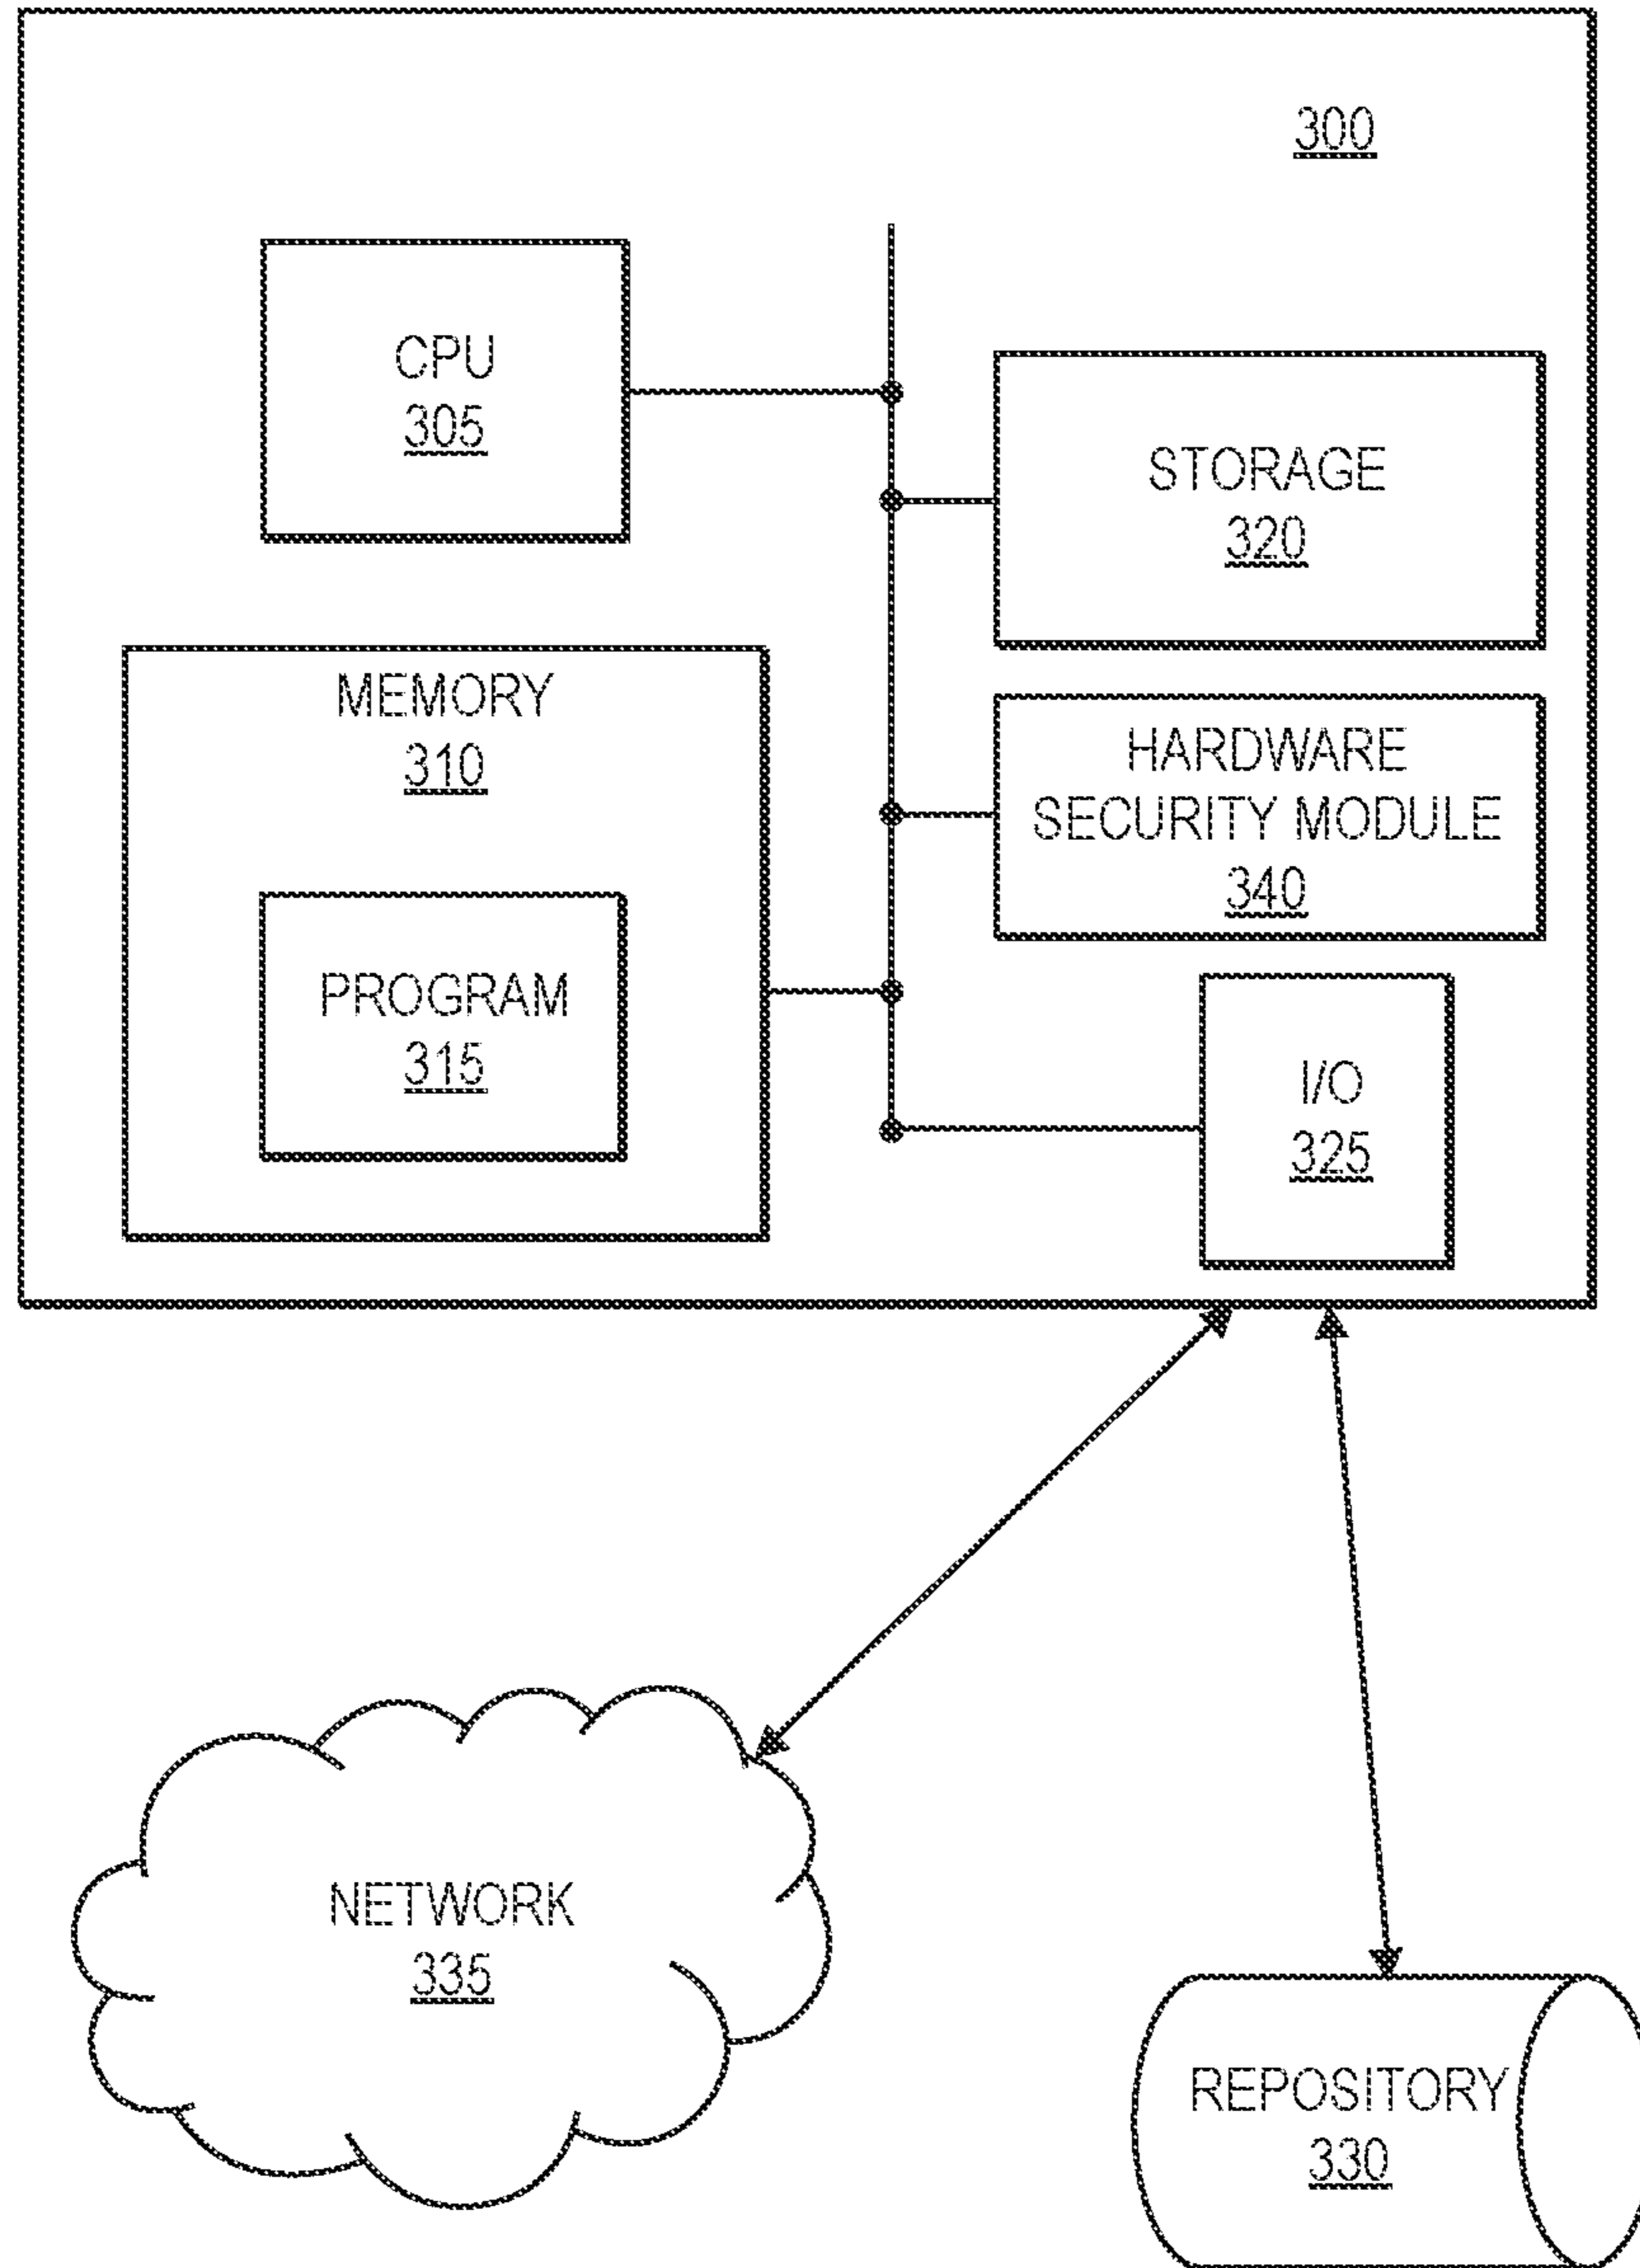 300
CPU
305
STORAGE
320
MEMORY
310
HARDWARE
SECURITY MODULE
340
PROGRAM
315
I/O
325
NETWORK
335
REPOSITORY
330